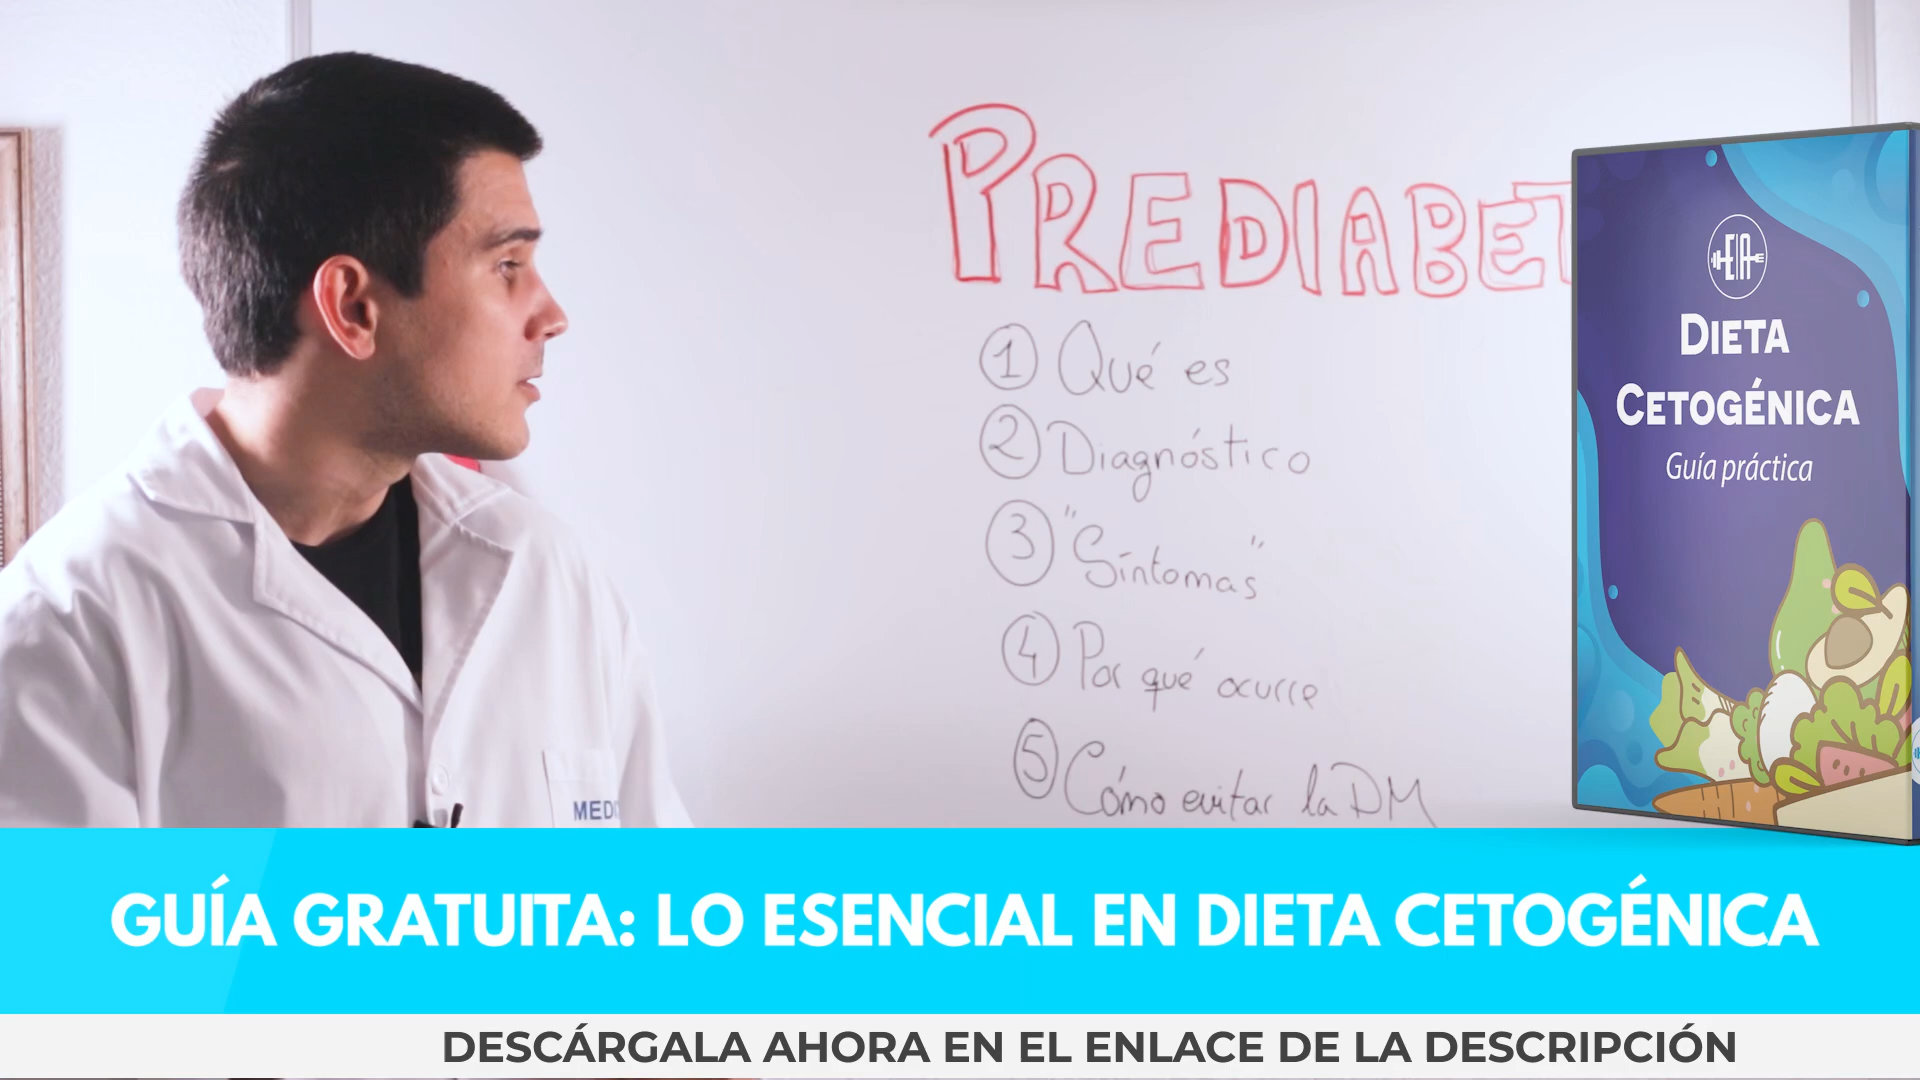 PREDIABET
1 Qué es
2 Diagnóstico
3 "Síntomas"
4 Por qué ocurre
5 Cómo evitar la DM
EA
DIETA
CETOGÉNICA
Guía práctica
GUÍA GRATUITA: LO ESENCIAL EN DIETA CETOGÉNICA
DESCÁRGALA AHORA EN EL ENLACE DE LA DESCRIPCIÓN